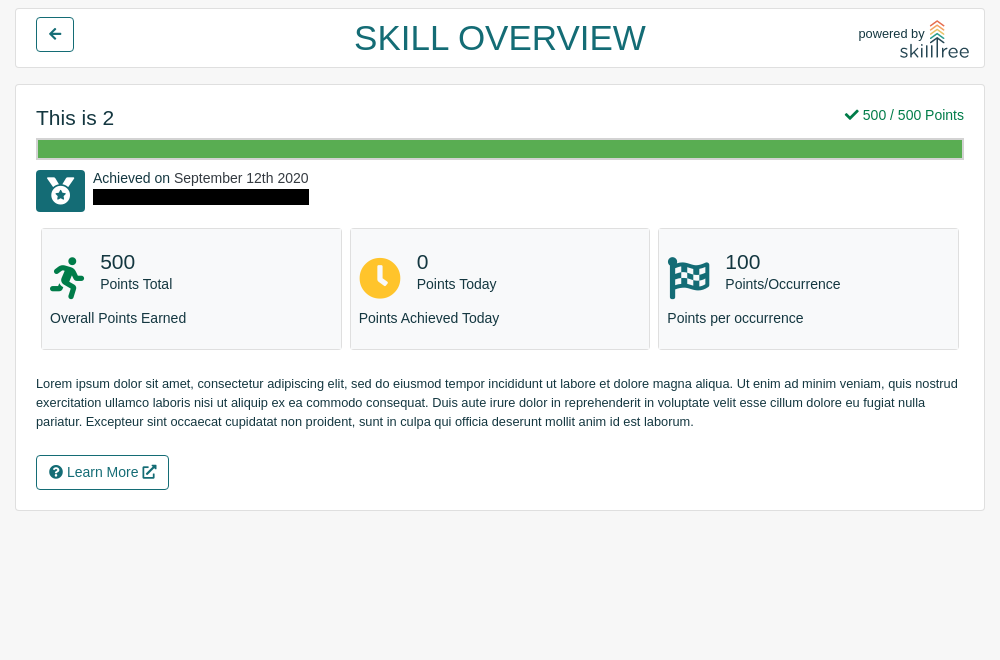 SKILL OVERVIEW
powered by
skilltree
This is 2
500 / 500 Points
Achieved on September 12th 2020
500
Points Total
Overall Points Earned
0
Points Today
Points Achieved Today
100
Points/Occurrence
Points per occurrence
Lorem ipsum dolor sit amet, consectetur adipiscing elit, sed do eiusmod tempor incididunt ut labore et dolore magna aliqua. Ut enim ad minim veniam, quis nostrud
exercitation ullamco laboris nisi ut aliquip ex ea commodo consequat. Duis aute irure dolor in reprehenderit in voluptate velit esse cillum dolore eu fugiat nulla
pariatur. Excepteur sint occaecat cupidatat non proident, sunt in culpa qui officia deserunt mollit anim id est laborum.
Learn More